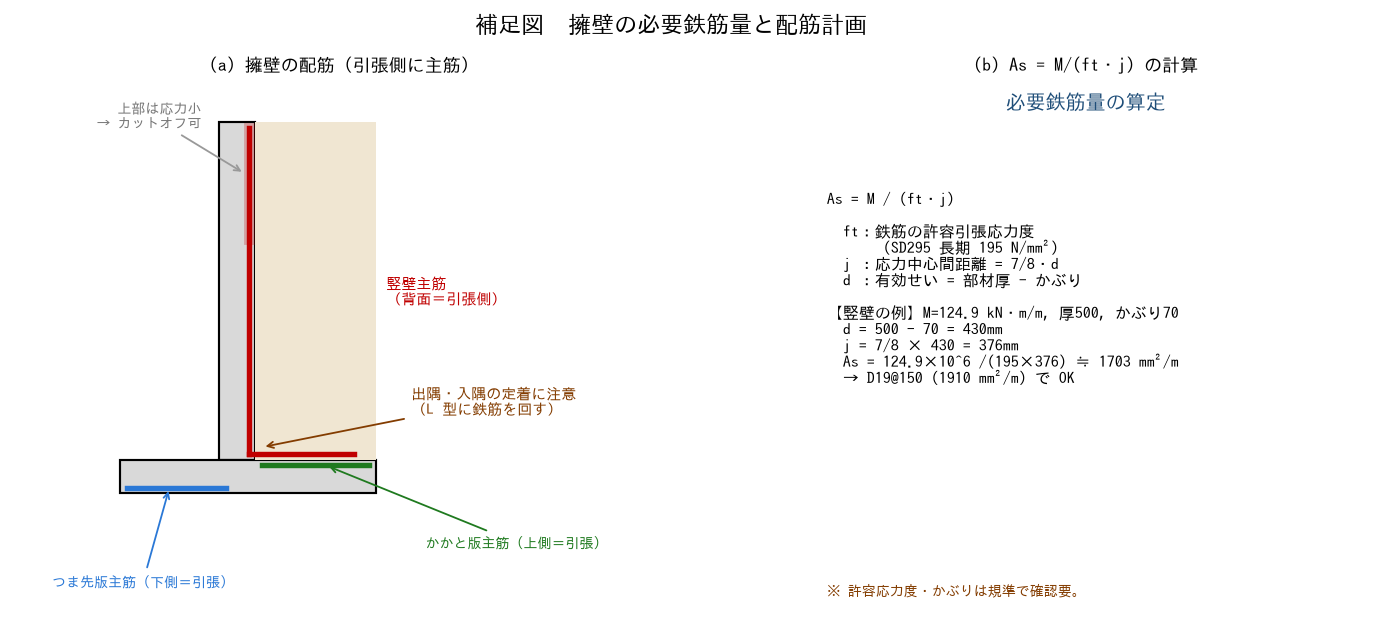 補足図　擁壁の必要鉄筋量と配筋計画
(a) 擁壁の配筋（引張側に主筋）
上部は応力小
→ カットオフ可
竪壁主筋
（背面＝引張側）
出隅・入隅の定着に注意
（L 型に鉄筋を回す）
かかと版主筋（上側＝引張）
つま先版主筋（下側＝引張）
(b) As = M/(ft・j) の計算
必要鉄筋量の算定
As = M / (ft・j)
ft：鉄筋の許容引張応力度
（SD295 長期 195 N/mm²）
j ：応力中心間距離 = 7/8・d
d ：有効せい = 部材厚 − かぶり
【竪壁の例】M=124.9 kN・m/m, 厚500, かぶり70
d = 500 − 70 = 430mm
j = 7/8 × 430 = 376mm
As = 124.9×10^6 /(195×376) ≒ 1703 mm²/m
→ D19@150 (1910 mm²/m) で OK
※ 許容応力度・かぶりは規準で確認要。